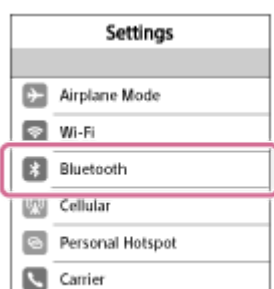 Settings
Airplane Mode
Wi-Fi
Bluetooth
Cellular
Personal Hotspot
Carrier